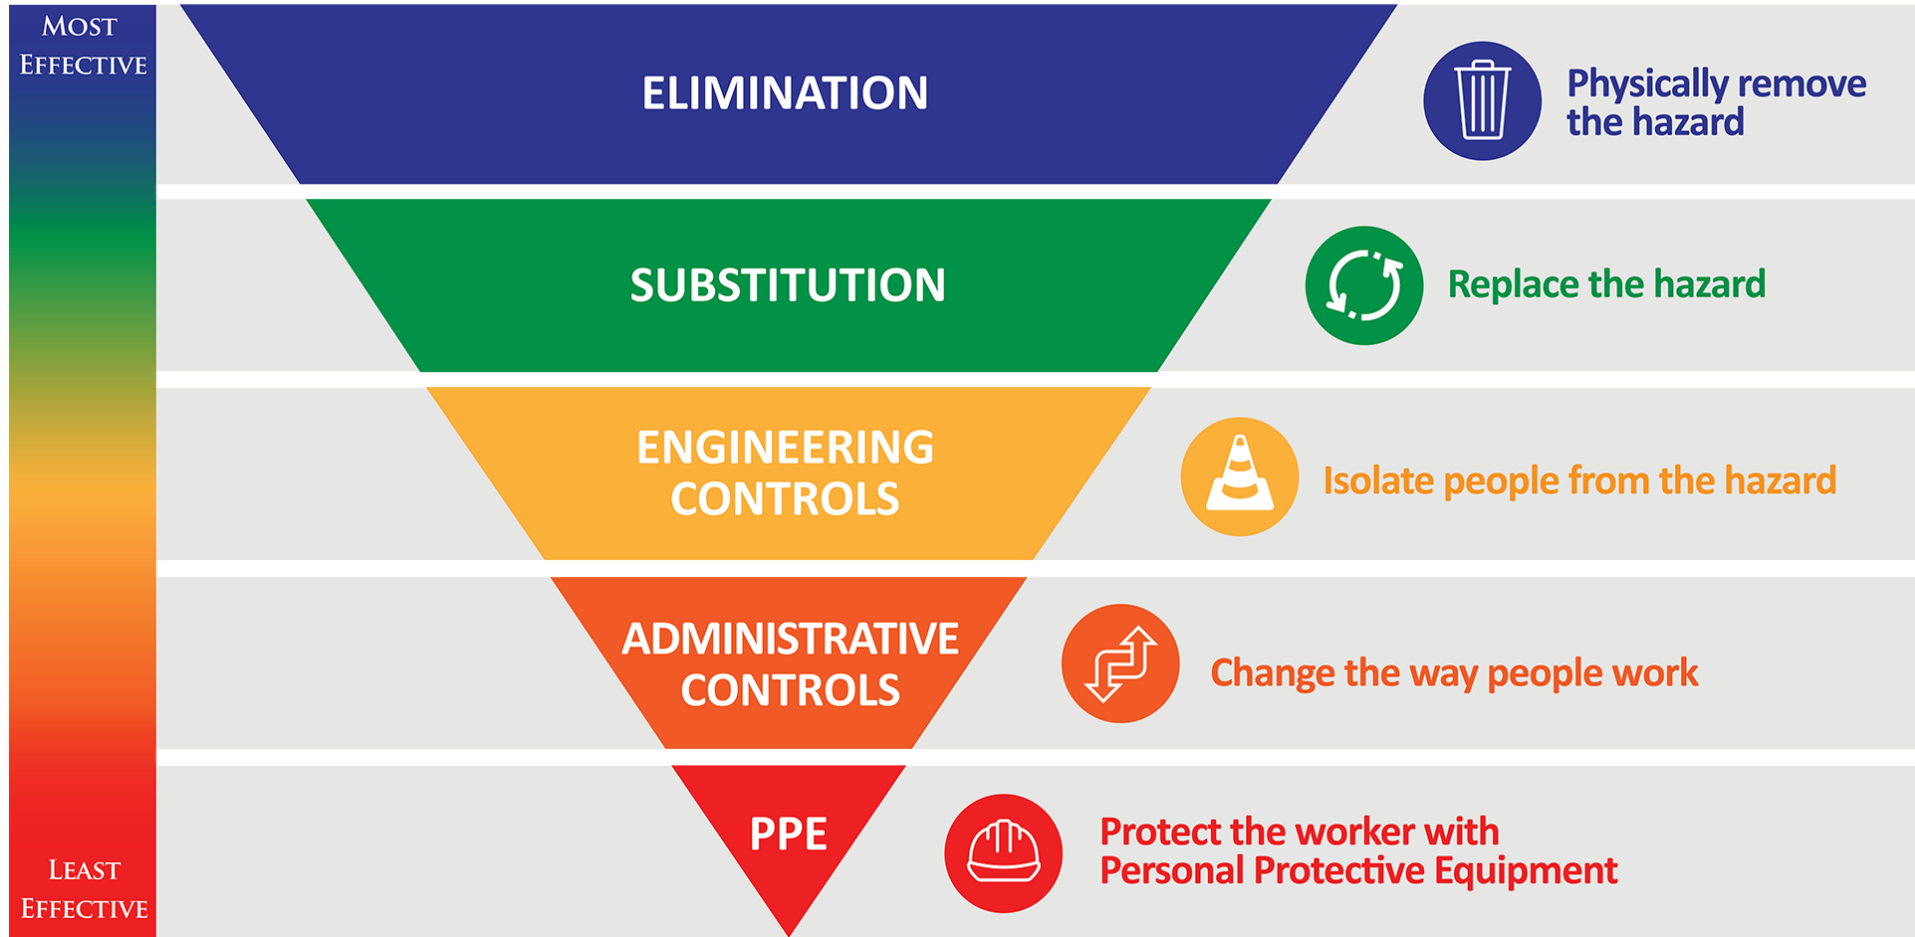 MOST
EFFECTIVE
ELIMINATION
Physically remove
the hazard
SUBSTITUTION
Replace the hazard
ENGINEERING
CONTROLS
Isolate people from the hazard
ADMINISTRATIVE
CONTROLS
Change the way people work
PPE
Protect the worker with
Personal Protective Equipment
LEAST
EFFECTIVE